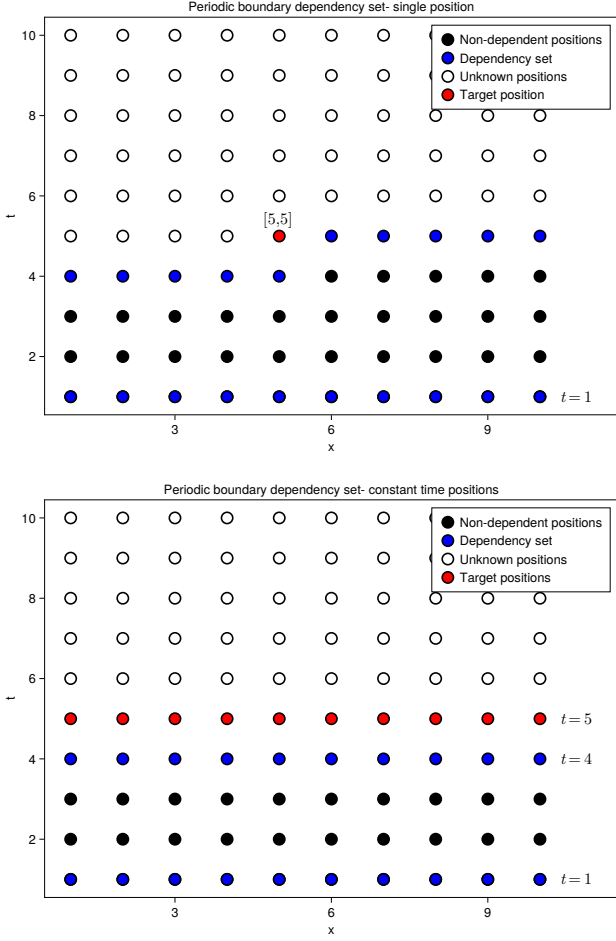 Periodic boundary dependency set- single position
10
8
6
4
2
t
Non-dependent positions
Dependency set
Unknown positions
Target position
[5,5]
t = 1
3
6
9
x
Periodic boundary dependency set- constant time positions
10
8
6
4
2
t
Non-dependent positions
Dependency set
Unknown positions
Target positions
t = 5
t = 4
t = 1
3
6
9
x